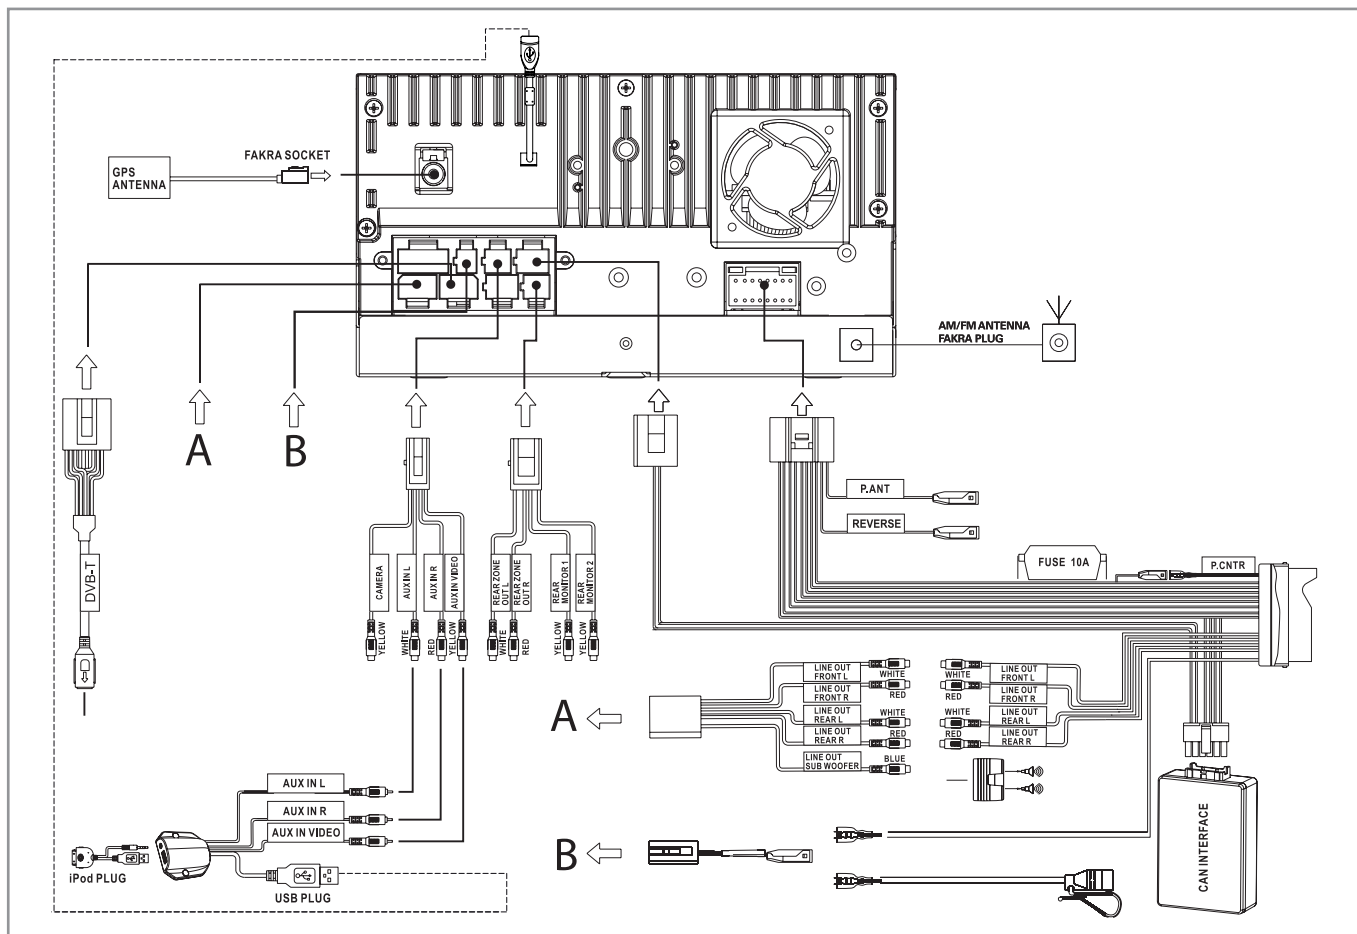 FAKRA SOCKET
GPS
ANTENNA
AM/FM ANTENNA
FAKRA PLUG
A
B
P.ANT
REVERSE
FUSE 10A
P.CNTR
DVB-T
CAMERA
AUX IN L
AUX IN R
AUX IN VIDEO
REAR ZONE
OUT L
REAR ZONE
OUT R
REAR
MONITOR 1
REAR
MONITOR 2
YELLOW
WHITE
RED
YELLOW
WHITE
RED
YELLOW
YELLOW
A
LINE OUT
FRONT L
WHITE
LINE OUT
FRONT R
RED
LINE OUT
REAR L
WHITE
LINE OUT
REAR R
RED
LINE OUT
SUB WOOFER
BLUE
WHITE
LINE OUT
FRONT L
RED
LINE OUT
FRONT R
WHITE
LINE OUT
REAR L
RED
LINE OUT
REAR R
AUX IN L
AUX IN R
AUX IN VIDEO
iPod PLUG
USB PLUG
B
CAN INTERFACE